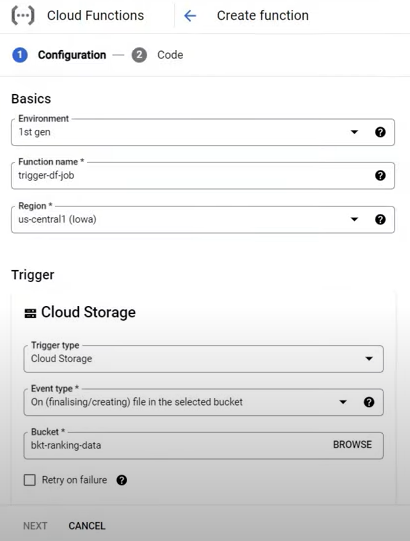 Cloud Functions
Create function
1 Configuration — 2 Code
Basics
Environment
1st gen
Function name *
trigger-df-job
Region *
us-central1 (Iowa)
Trigger
Cloud Storage
Trigger type
Cloud Storage
Event type *
On (finalising/creating) file in the selected bucket
Bucket *
bkt-ranking-data
BROWSE
Retry on failure
NEXT
CANCEL